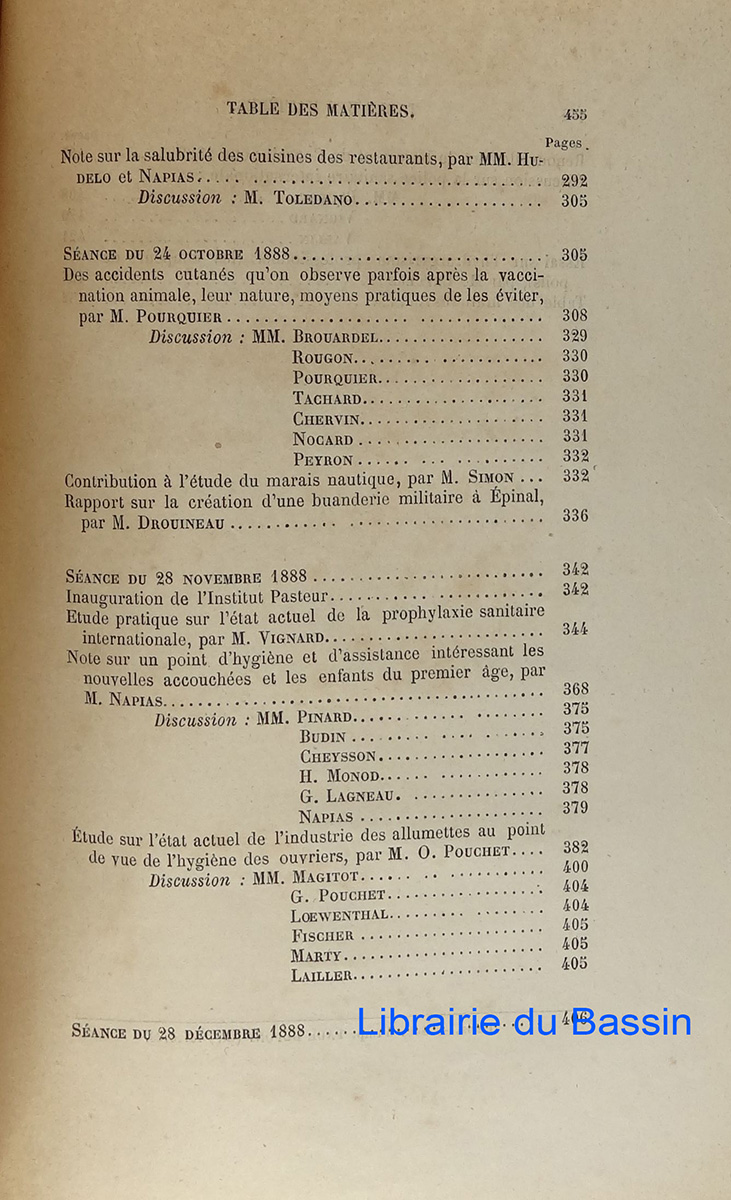 TABLE DES MATIÈRES. 455
Pages.
Note sur la salubrité des cuisines des restaurants, par MM. Hu-
delo et Napias.................................. 292
Discussion : M. Toledano..................... 305
Séance du 24 octobre 1888.......................... 305
Des accidents cutanés qu'on observe parfois après la vacci-
nation animale, leur nature, moyens pratiques de les éviter,
par M. Pourquier................................ 308
Discussion : MM. Brouardel................... 329
Rougon..................... 330
Pourquier.................. 330
Tachard.................... 331
Chervin.................... 331
Nocard..................... 331
Peyron..................... 332
Contribution à l'étude du marais nautique, par M. Simon... 332
Rapport sur la création d'une buanderie militaire à Épinal,
par M. Drouineau................................ 336
Séance du 28 novembre 1888......................... 342
Inauguration de l'Institut Pasteur....................... 342
Etude pratique sur l'état actuel de la prophylaxie sanitaire
internationale, par M. Vignard....................... 344
Note sur un point d'hygiène et d'assistance intéressant les
nouvelles accouchées et les enfants du premier âge, par
M. Napias........................................ 368
Discussion : MM. Pinard...................... 375
Budin...................... 375
Cheysson................... 377
H. Monod................... 378
G. Lagneau................. 378
Napias..................... 379
Étude sur l'état actuel de l'industrie des allumettes au point
de vue de l'hygiène des ouvriers, par M. O. Pouchet.... 382
Discussion : MM. Magitot..................... 400
G. Pouchet................. 404
Loewenthal................. 404
Fischer.................... 405
Marty...................... 405
Lailler.................... 405
Séance du 28 décembre 1888......................... 406
Librairie du Bassin